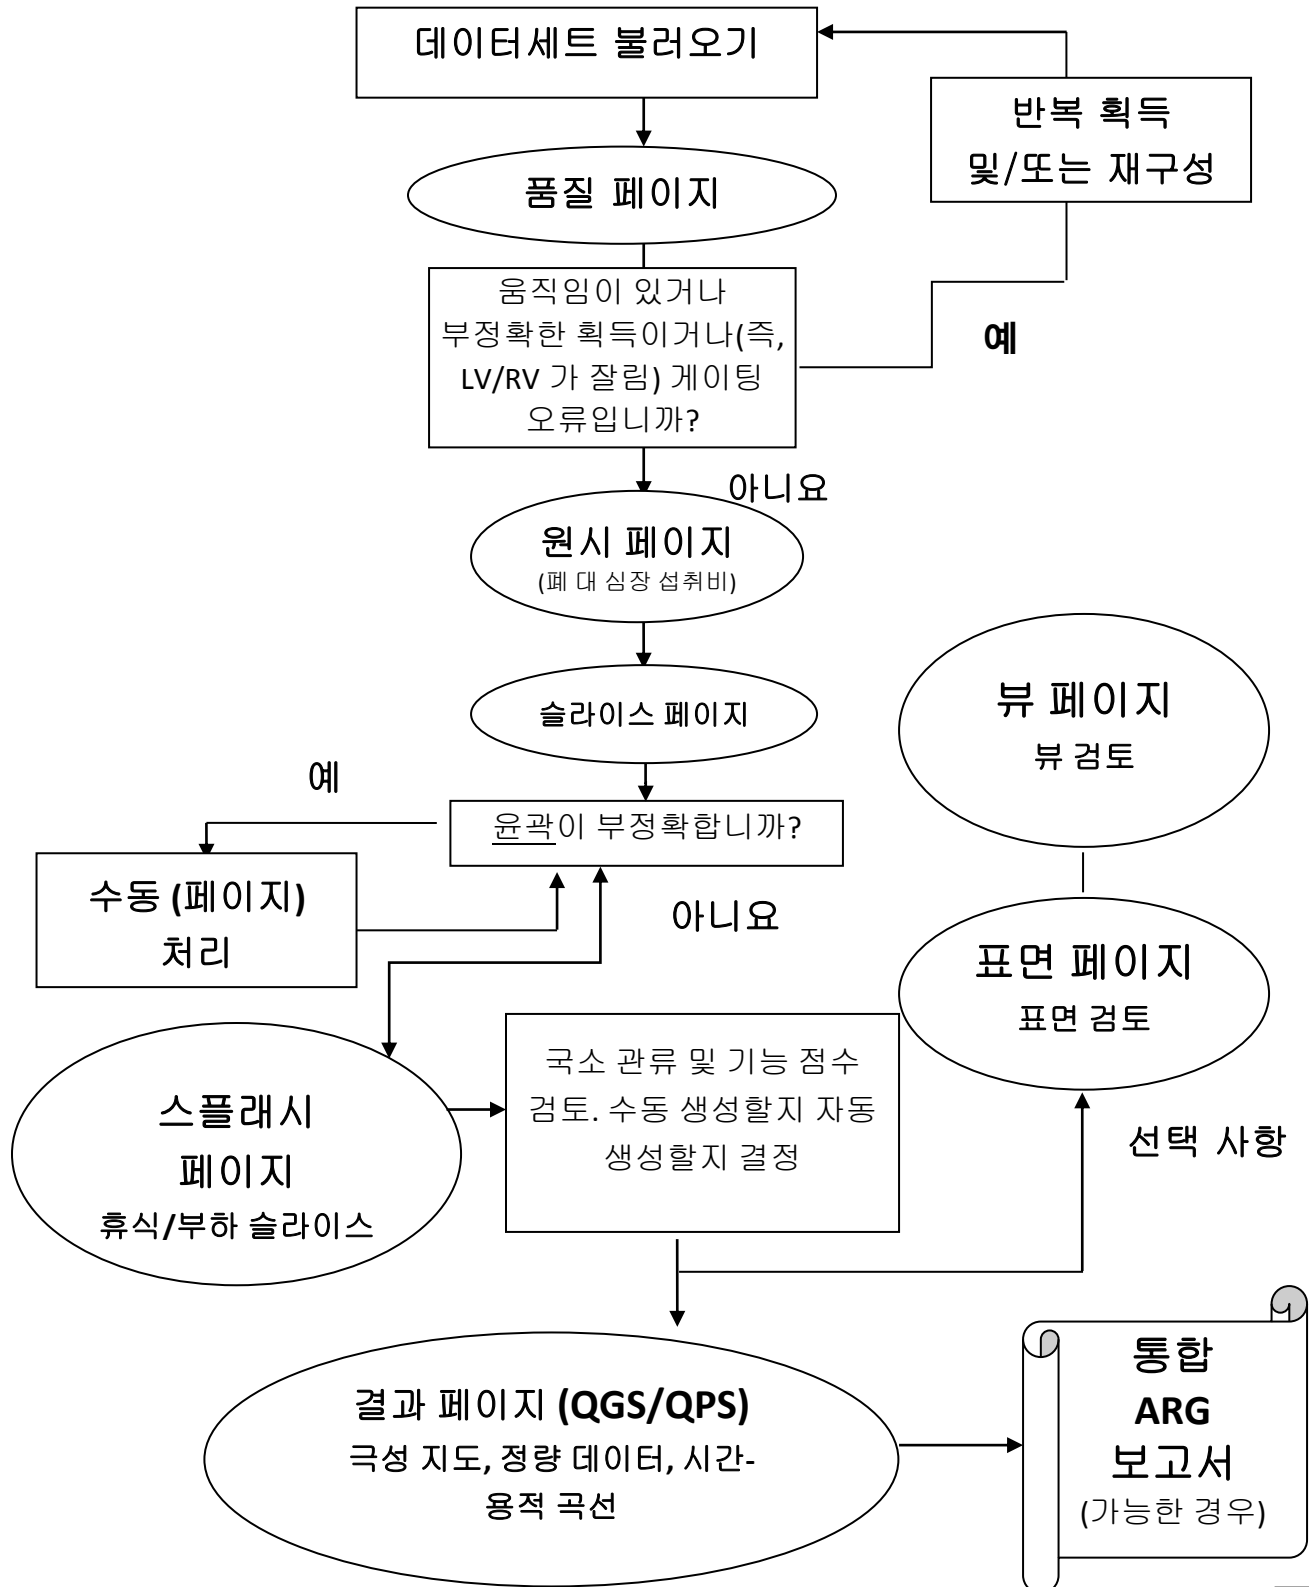 데이터세트 불러오기
반복 획득
및/또는 재구성
품질 페이지
움직임이 있거나
부정확한 획득이거나(즉,
LV/RV 가 잘림) 게이팅
오류입니까?
예
아니요
원시 페이지
(폐 대 심장 섭취비)
슬라이스 페이지
뷰 페이지
뷰 검토
예
윤곽이 부정확합니까?
수동 (페이지)
처리
아니요
표면 페이지
표면 검토
국소 관류 및 기능 점수
검토. 수동 생성할지 자동
생성할지 결정
스플래시
페이지
휴식/부하 슬라이스
선택 사항
결과 페이지 (QGS/QPS)
극성 지도, 정량 데이터, 시간-
용적 곡선
통합
ARG
보고서
(가능한 경우)